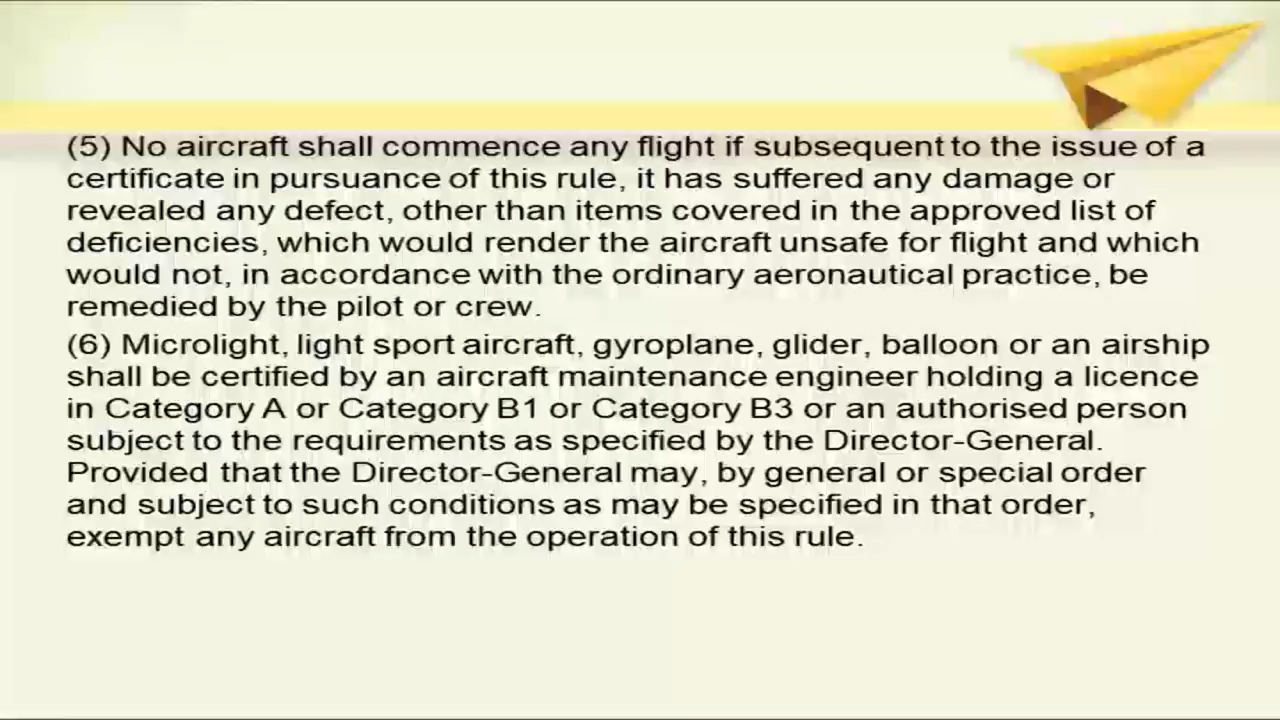 (5) No aircraft shall commence any flight if subsequent to the issue of a
certificate in pursuance of this rule, it has suffered any damage or
revealed any defect, other than items covered in the approved list of
deficiencies, which would render the aircraft unsafe for flight and which
would not, in accordance with the ordinary aeronautical practice, be
remedied by the pilot or crew.
(6) Microlight, light sport aircraft, gyroplane, glider, balloon or an airship
shall be certified by an aircraft maintenance engineer holding a licence
in Category A or Category B1 or Category B3 or an authorised person
subject to the requirements as specified by the Director-General.
Provided that the Director-General may, by general or special order
and subject to such conditions as may be specified in that order,
exempt any aircraft from the operation of this rule.